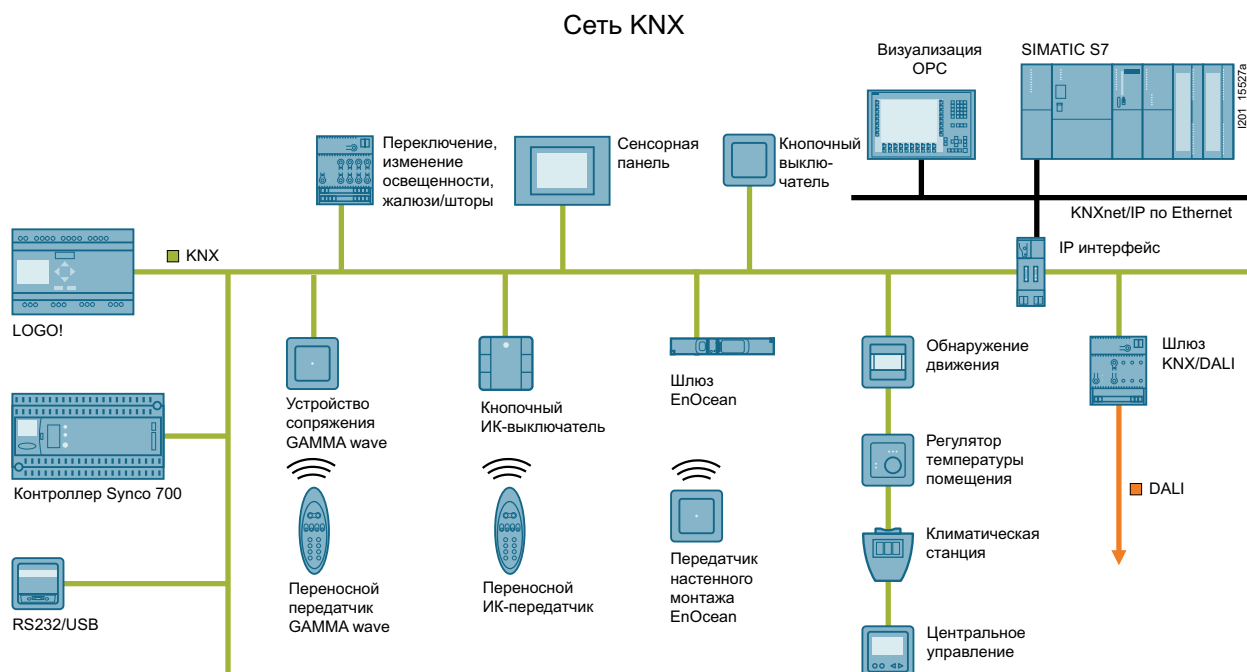 Сеть KNX
Визуализация
OPC
SIMATIC S7
I201 15527a
Переключение,
изменение
освещенности,
жалюзи/шторы
Сенсорная
панель
Кнопочный
выклю-
чатель
KNXnet/IP по Ethernet
IP интерфейс
KNX
LOGO!
Устройство
сопряжения
GAMMA wave
Кнопочный
ИК-выключатель
Шлюз
EnOcean
Обнаружение
движения
Шлюз
KNX/DALI
Контроллер Synco 700
Регулятор
температуры
помещения
DALI
Переносной
передатчик
GAMMA wave
Переносной
ИК-передатчик
Передатчик
настенного
монтажа
EnOcean
Климатическая
станция
RS232/USB
Центральное
управление